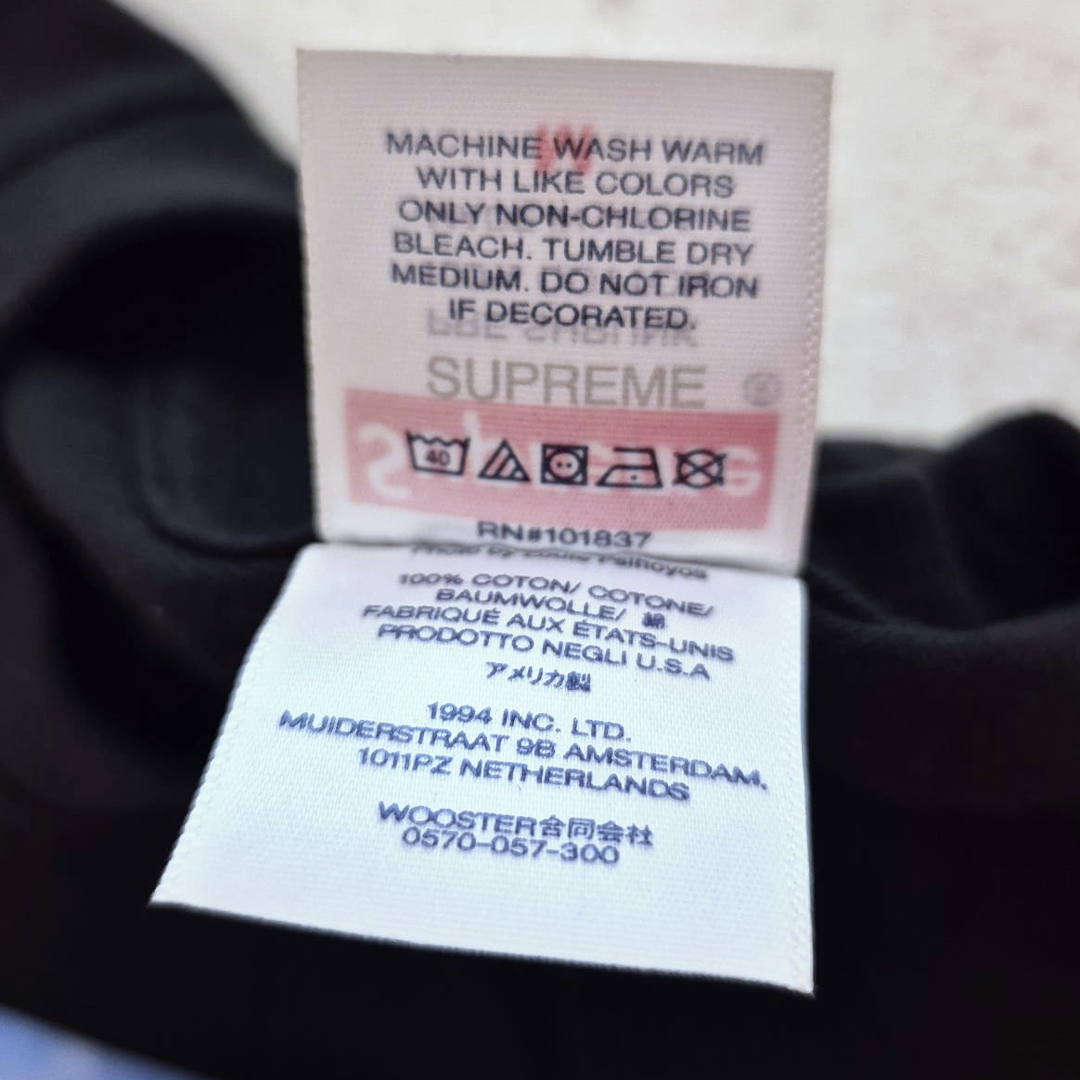 MACHINE WASH WARM
WITH LIKE COLORS
ONLY NON-CHLORINE
BLEACH. TUMBLE DRY
MEDIUM. DO NOT IRON
IF DECORATED.
SUPREME
40
RN#101837
100% COTON/ COTONE/
BAUMWOLLE/ 綿
FABRIQUÉ AUX ÉTATS-UNIS
PRODOTTO NEGLI U.S.A
アメリカ製
1994 INC. LTD.
MUIDERSTRAAT 9B AMSTERDAM,
1011PZ NETHERLANDS
WOOSTER合同会社
0570-057-300